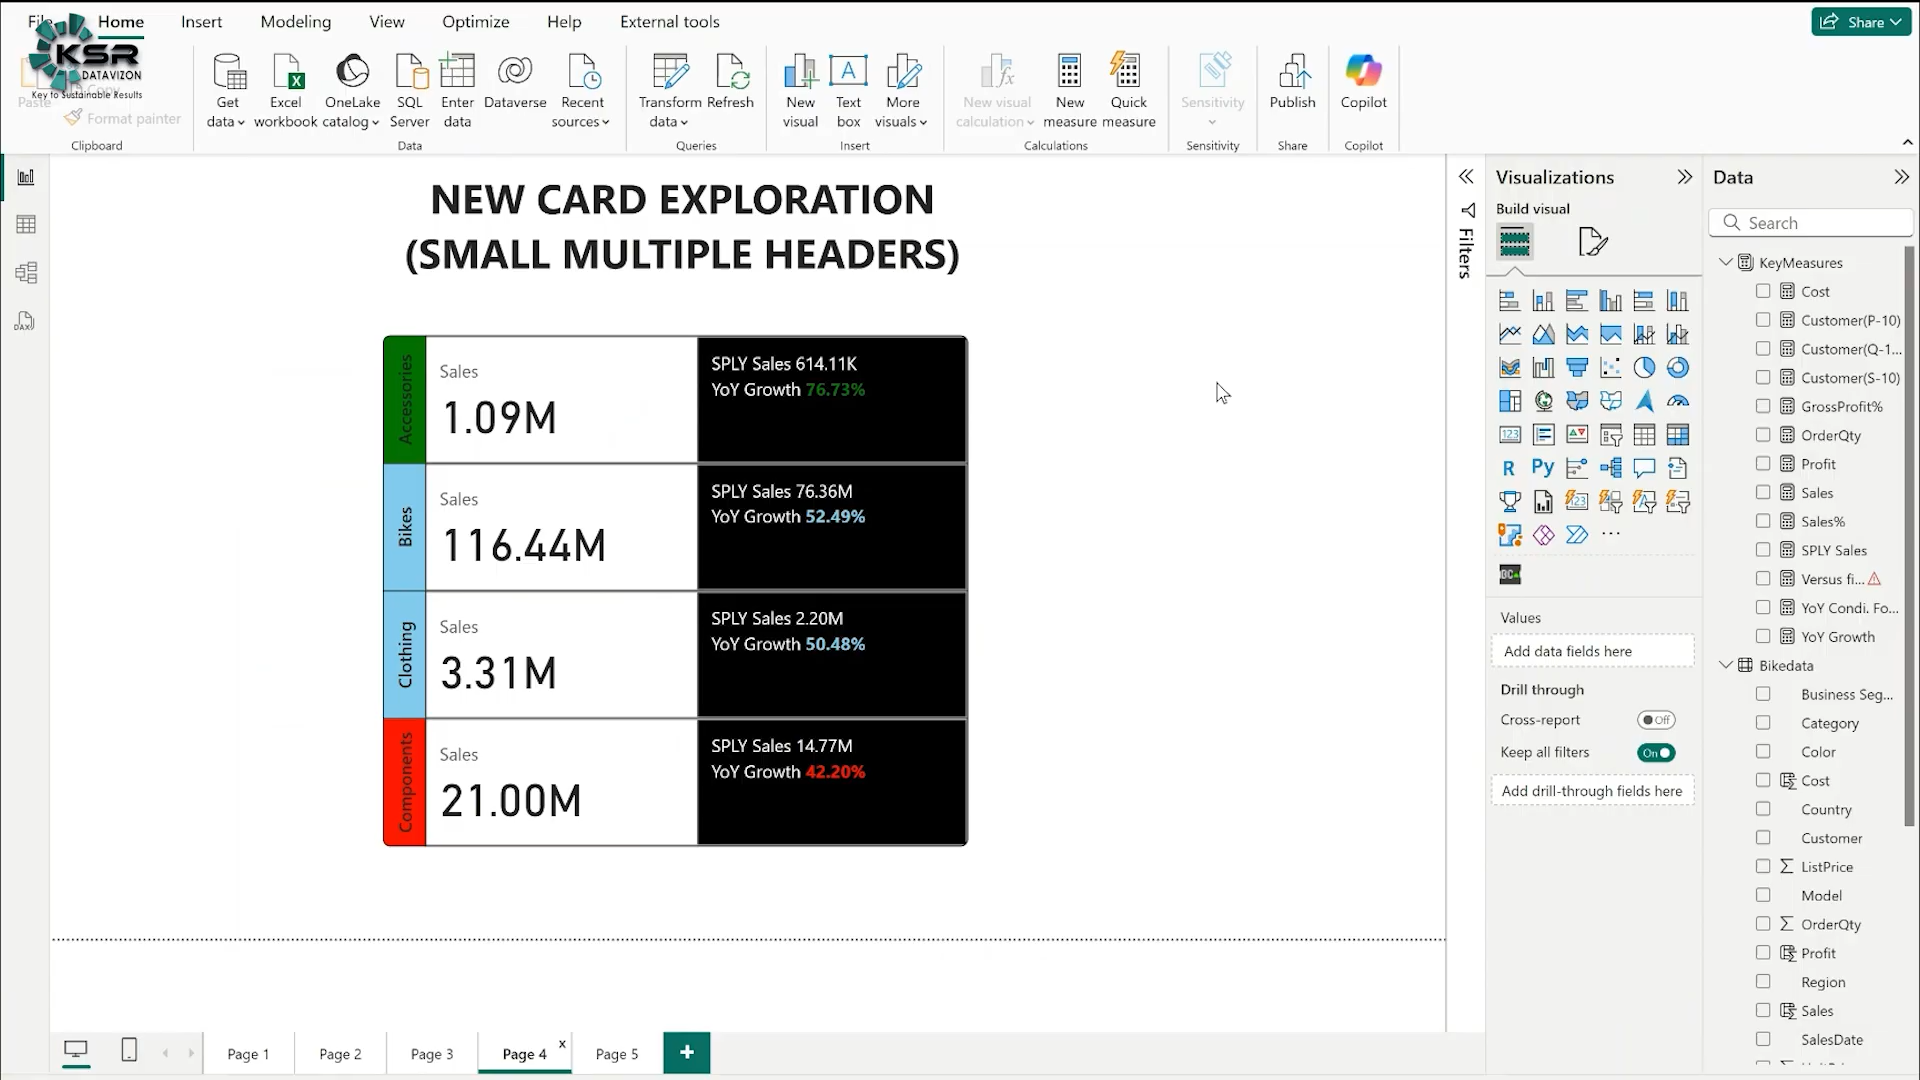 File Home Insert Modeling View Optimize Help External tools Share
KSR
DATAVIZON
Key to Sustainable Results
Paste Copy
Format painter
Clipboard
Get data
Excel workbook
OneLake catalog
SQL Server
Enter data
Dataverse
Recent sources
Data
Transform data
Refresh
Queries
New visual
Text box
More visuals
Insert
New visual calculation
New measure
Quick measure
Calculations
Sensitivity
Sensitivity
Publish
Share
Copilot
Copilot
NEW CARD EXPLORATION
(SMALL MULTIPLE HEADERS)
Accessories
Sales
1.09M
SPLY Sales 614.11K
YoY Growth 76.73%
Bikes
Sales
116.44M
SPLY Sales 76.36M
YoY Growth 52.49%
Clothing
Sales
3.31M
SPLY Sales 2.20M
YoY Growth 50.48%
Components
Sales
21.00M
SPLY Sales 14.77M
YoY Growth 42.20%
Filters
Visualizations
Build visual
123
R Py
Values
Add data fields here
Drill through
Cross-report Off
Keep all filters On
Add drill-through fields here
Data
Search
KeyMeasures
Cost
Customer(P-10)
Customer(Q-1...
Customer(S-10)
GrossProfit%
OrderQty
Profit
Sales
Sales%
SPLY Sales
Versus fi...
YoY Condi. Fo...
YoY Growth
Bikedata
Business Seg...
Category
Color
Cost
Country
Customer
ListPrice
Model
OrderQty
Profit
Region
Sales
SalesDate
Page 1 Page 2 Page 3 Page 4 x Page 5 +